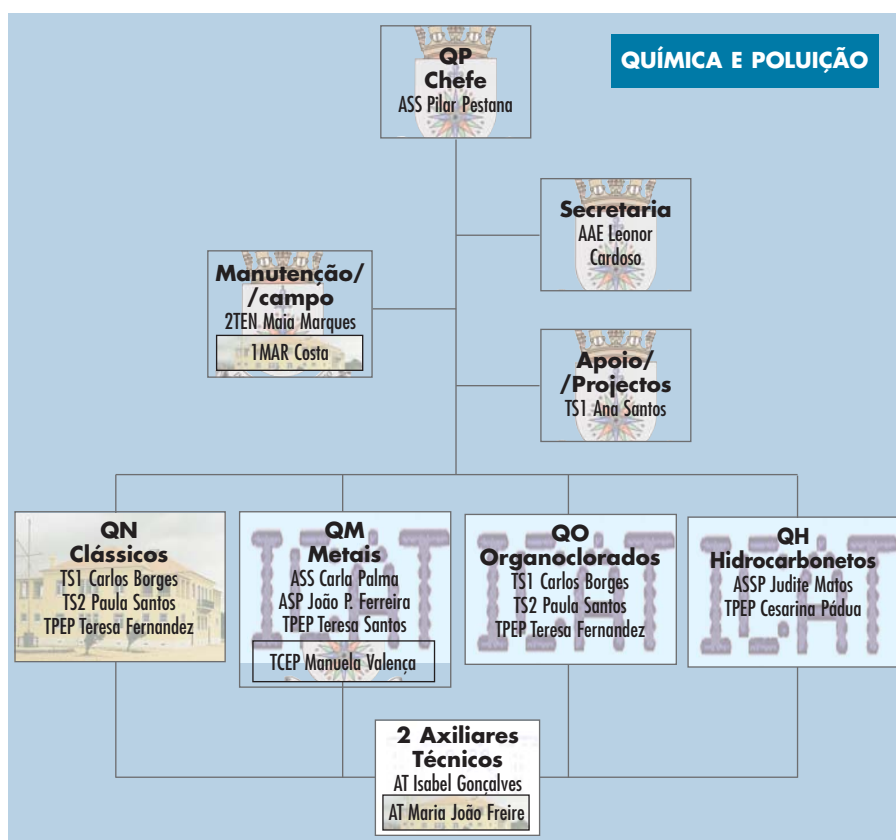 QUÍMICA E POLUIÇÃO
QP
Chefe
ASS Pilar Pestana
Secretaria
AAE Leonor
Cardoso
Manutenção/
/campo
2TEN Maia Marques
1MAR Costa
Apoio/
/Projectos
TS1 Ana Santos
QN
Clássicos
TS1 Carlos Borges
TS2 Paula Santos
TPEP Teresa Fernandez
QM
Metais
ASS Carla Palma
ASP João P. Ferreira
TPEP Teresa Santos
TCEP Manuela Valença
QO
Organoclorados
TS1 Carlos Borges
TS2 Paula Santos
TPEP Teresa Fernandez
QH
Hidrocarbonetos
ASSP Judite Matos
TPEP Cesarina Pádua
2 Axiliares
Técnicos
AT Isabel Gonçalves
AT Maria João Freire